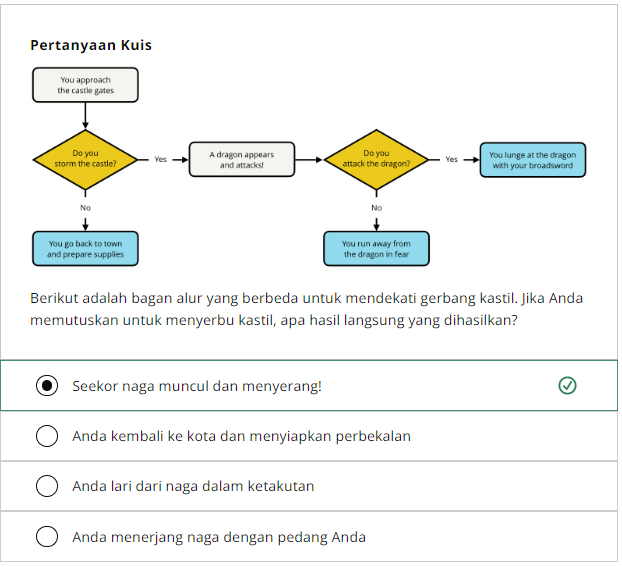 Pertanyaan Kuis
You approach
the castle gates
Do you
storm the castle?
Yes
A dragon appears
and attacks!
Do you
attack the dragon?
Yes
You lunge at the dragon
with your broadsword
No
No
You go back to town
and prepare supplies
You run away from
the dragon in fear
Berikut adalah bagan alur yang berbeda untuk mendekati gerbang kastil. Jika Anda
memutuskan untuk menyerbu kastil, apa hasil langsung yang dihasilkan?
Seekor naga muncul dan menyerang!
Anda kembali ke kota dan menyiapkan perbekalan
Anda lari dari naga dalam ketakutan
Anda menerjang naga dengan pedang Anda